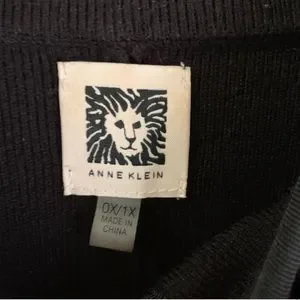 ANNE KLEIN
0X/1X
MADE IN
CHINA